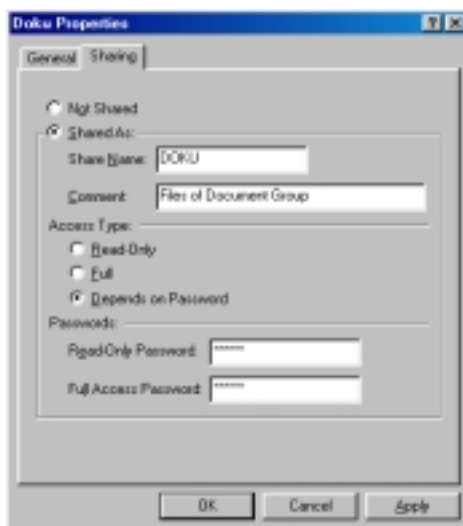 Doku Properties
General Sharing
Not Shared
Shared As:
Share Name: DOKU
Comment: Files of Document Group
Access Type:
Read-Only
Full
Depends on Password
Passwords:
Read-Only Password: ******
Full Access Password: ******
OK Cancel Apply